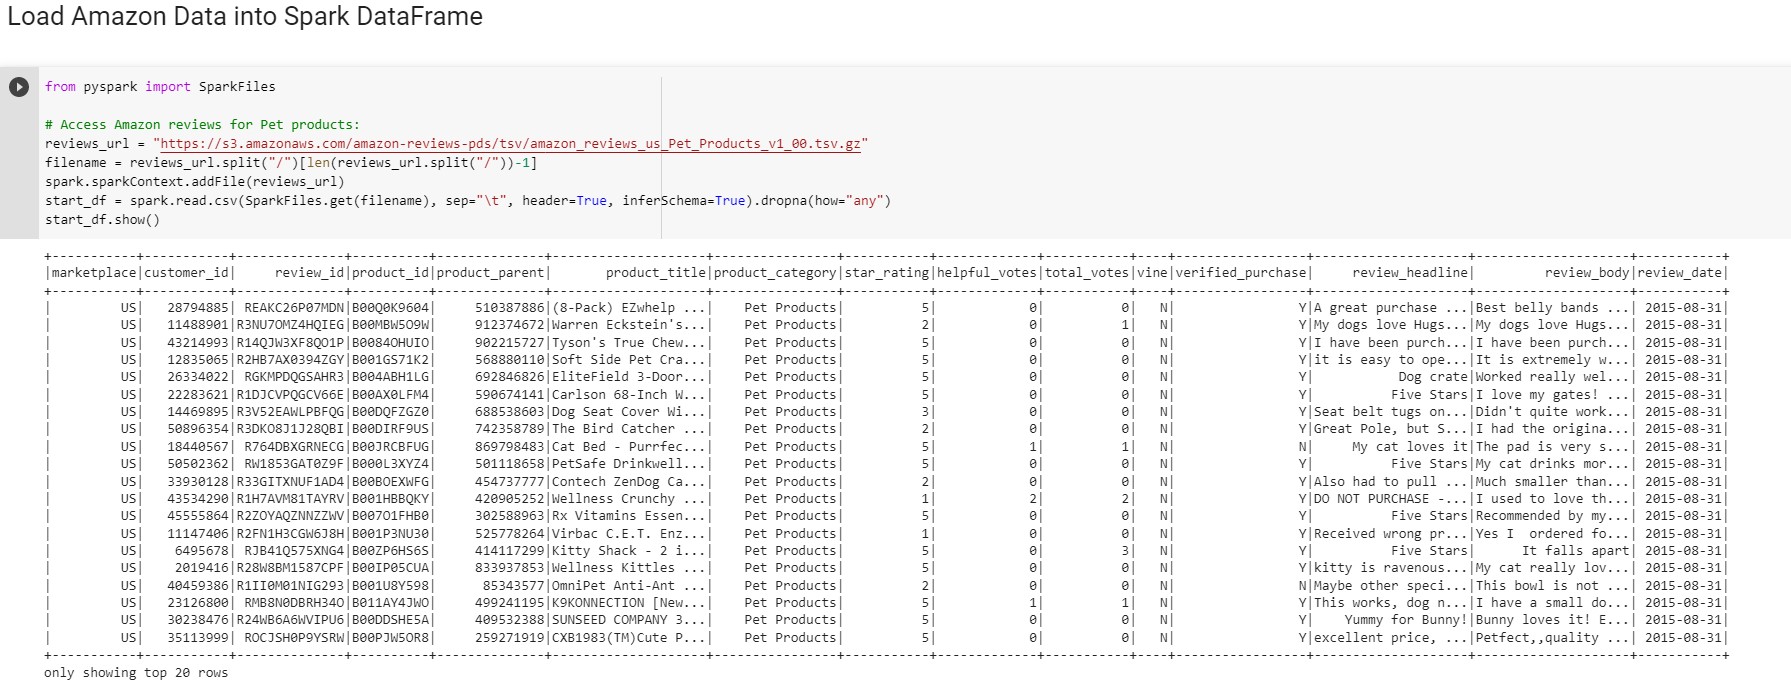 Load Amazon Data into Spark DataFrame
from pyspark import SparkFiles
# Access Amazon reviews for Pet products:
reviews_url = "https://s3.amazonaws.com/amazon-reviews-pds/tsv/amazon_reviews_us_Pet_Products_v1_00.tsv.gz"
filename = reviews_url.split("/")[len(reviews_url.split("/"))-1]
spark.sparkContext.addFile(reviews_url)
start_df = spark.read.csv(SparkFiles.get(filename), sep="\t", header=True, inferSchema=True).dropna(how="any")
start_df.show()
|marketplace|customer_id| review_id|product_id|product_parent| product_title|product_category|star_rating|helpful_votes|total_votes|vine|verified_purchase| review_headline| review_body|review_date|
| US| 28794885| REAKC26P07MDN|B00Q0K9604| 510387886|(8-Pack) EZwhelp ...| Pet Products| 5| 0| 0| N| Y|A great purchase ...|Best belly bands ...| 2015-08-31|
| US| 11488901|R3NU7OMZ4HQIEG|B00MBW5O9W| 912374672|Warren Eckstein's...| Pet Products| 2| 0| 1| N| Y|My dogs love Hugs...|My dogs love Hugs...| 2015-08-31|
| US| 43214993|R14QJW3XF8QO1P|B0084OHUIO| 902215727|Tyson's True Chew...| Pet Products| 5| 0| 0| N| Y|I have been purch...|I have been purch...| 2015-08-31|
| US| 12835065|R2HB7AX0394ZGY|B001GS71K2| 568880110|Soft Side Pet Cra...| Pet Products| 5| 0| 0| N| Y|it is easy to ope...|It is extremely w...| 2015-08-31|
| US| 26334022| RGKMPDQGSAHR3|B004ABH1LG| 692846826|EliteField 3-Door...| Pet Products| 5| 0| 0| N| Y| Dog crate|Worked really wel...| 2015-08-31|
| US| 22283621|R1DJCVPQGCV66E|B00AX0LFM4| 590674141|Carlson 68-Inch W...| Pet Products| 5| 0| 0| N| Y| Five Stars|I love my gates! ...| 2015-08-31|
| US| 14469895|R3V52EAWLPBFQG|B00DQFZGZ0| 688538603|Dog Seat Cover Wi...| Pet Products| 3| 0| 0| N| Y|Seat belt tugs on...|Didn't quite work...| 2015-08-31|
| US| 50896354|R3DKO8J1J28QBI|B00DIRF9US| 742358789|The Bird Catcher ...| Pet Products| 2| 0| 0| N| Y|Great Pole, but S...|I had the origina...| 2015-08-31|
| US| 18440567| R764DBXGRNECG|B00JRCBFUG| 869798483|Cat Bed - Purrfec...| Pet Products| 5| 1| 1| N| N| My cat loves it|The pad is very s...| 2015-08-31|
| US| 50502362| RW1853GAT0Z9F|B000L3XYZ4| 501118658|PetSafe Drinkwell...| Pet Products| 5| 0| 0| N| Y| Five Stars|My cat drinks mor...| 2015-08-31|
| US| 33930128|R33GITXNUF1AD4|B00BOEXWFG| 454737777|Contech ZenDog Ca...| Pet Products| 2| 0| 0| N| Y|Also had to pull ...|Much smaller than...| 2015-08-31|
| US| 43534290|R1H7AVM81TAYRV|B001HBBQKY| 420905252|Wellness Crunchy ...| Pet Products| 1| 2| 2| N| Y|DO NOT PURCHASE -...|I used to love th...| 2015-08-31|
| US| 45555864|R2ZOYAQZNNZZWV|B0070​1FHB0| 302588963|Rx Vitamins Essen...| Pet Products| 5| 0| 0| N| Y| Five Stars|Recommended by my...| 2015-08-31|
| US| 11147406|R2FN1H3CGW6J8H|B001P3NU30| 525778264|Virbac C.E.T. Enz...| Pet Products| 1| 0| 0| N| Y|Received wrong pr...|Yes I  ordered fo...| 2015-08-31|
| US| 6495678| RJB41Q575XNG4|B00ZP6HS6S| 414117299|Kitty Shack - 2 i...| Pet Products| 5| 0| 3| N| Y| Five Stars| It falls apart| 2015-08-31|
| US| 2019416|R28W8BM1587CPF|B00IP05CUA| 833937853|Wellness Kittles ...| Pet Products| 5| 0| 0| N| Y|kitty is ravenous...|My cat really lov...| 2015-08-31|
| US| 40459386|R1II0M01NIG293|B001U8Y598| 85343577|OmniPet Anti-Ant ...| Pet Products| 2| 0| 0| N| N|Maybe other speci...|This bowl is not ...| 2015-08-31|
| US| 23126800| RMB8N0DBRH34O|B011AY4JWO| 499241195|K9KONNECTION [New...| Pet Products| 5| 1| 1| N| Y|This works, dog n...|I have a small do...| 2015-08-31|
| US| 30238476|R24WB6A6WVIPU6|B00DDSHE5A| 409532388|SUNSEED COMPANY 3...| Pet Products| 5| 0| 0| N| Y| Yummy for Bunny!|Bunny loves it! E...| 2015-08-31|
| US| 35113999| ROCJSH0P9YSRW|B00PJW5OR8| 259271919|CXB1983(TM)Cute P...| Pet Products| 5| 0| 0| N| Y|excellent price, ...|Petfect,,quality ...| 2015-08-31|
only showing top 20 rows